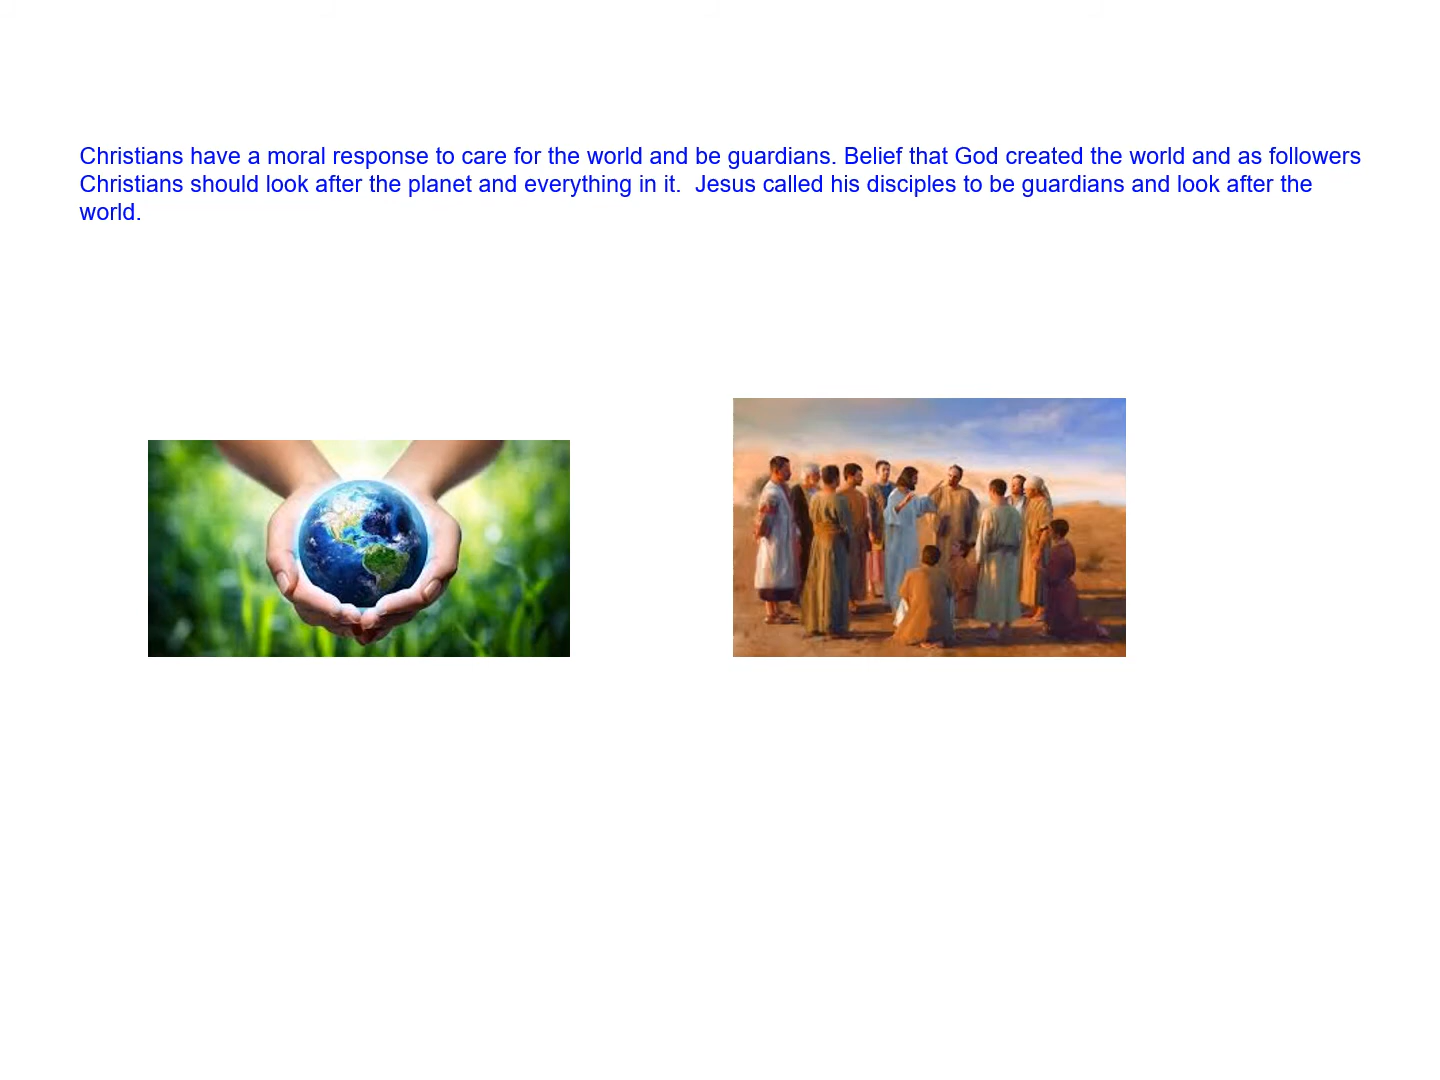 Christians have a moral response to care for the world and be guardians. Belief that God created the world and as followers
Christians should look after the planet and everything in it.  Jesus called his disciples to be guardians and look after the
world.